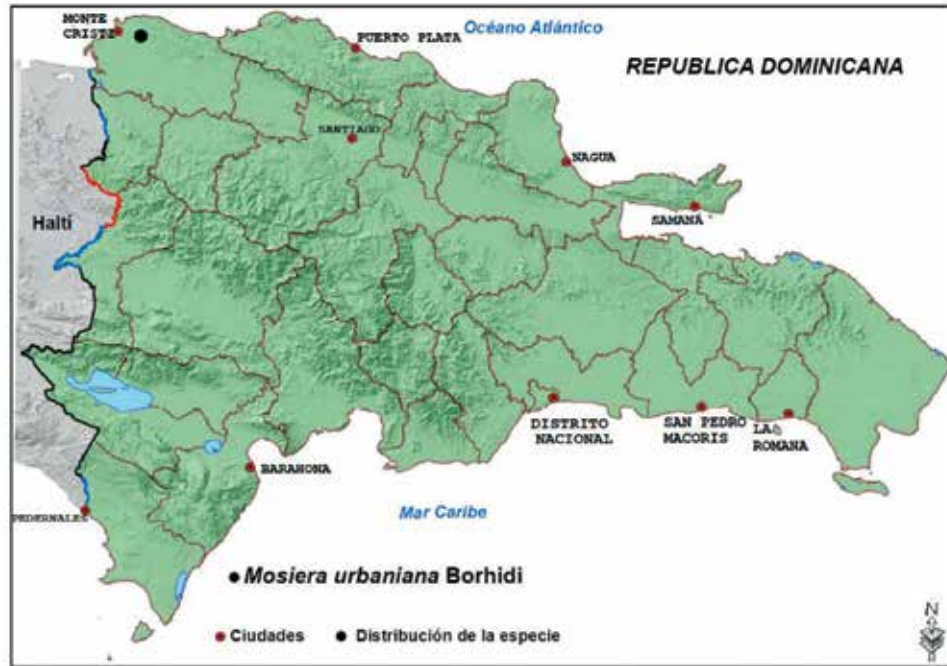 MONTE
CRISTE
PUERTO PLATA
Océano Atlántico
REPUBLICA DOMINICANA
SANTIAGO
NAGUA
SAMANÁ
Haití
DISTRITO
NACIONAL
SAN PEDRO
MACORIS
LA
ROMANA
BARAHONA
PEDERNALES
Mar Caribe
• Mosiera urbaniana Borhidi
Ciudades
Distribución de la especie
N